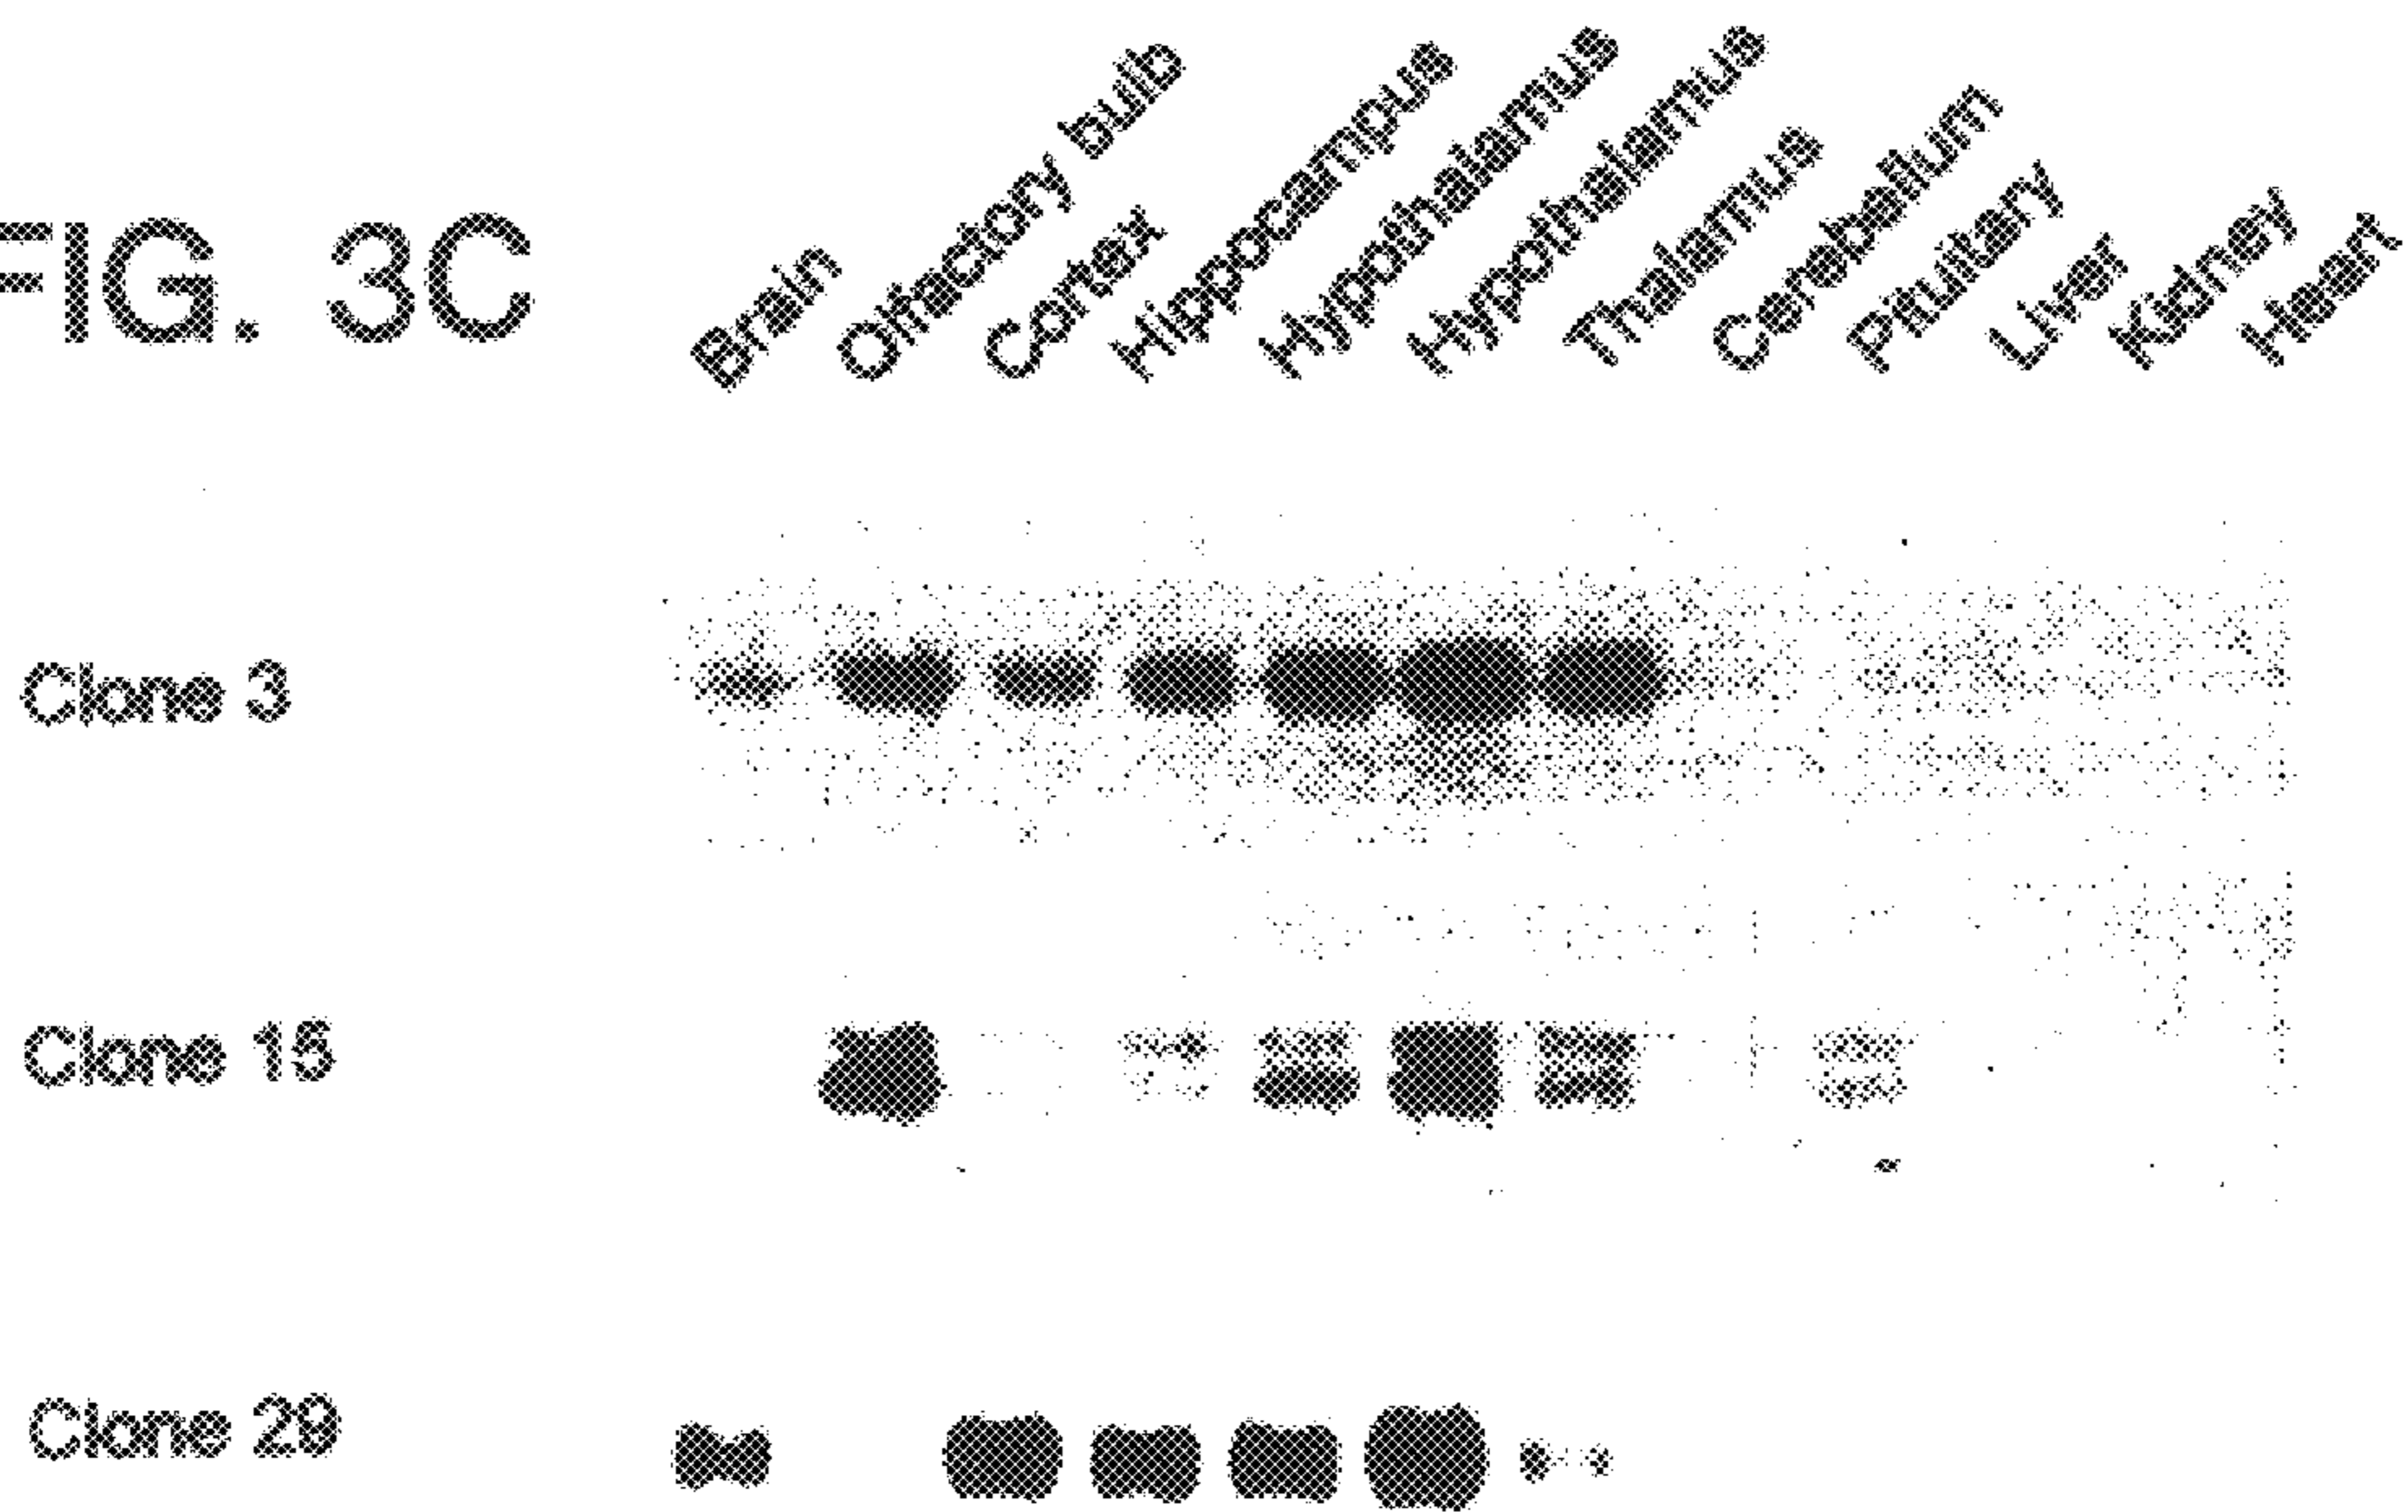 FIG. 3C
Brain
Olfactory bulb
Cortex
Hippocampus
Hypothalamus
Hypothalamus
Thalamus
Cerebellum
Pituitary
Liver
Kidney
Heart
Clone 3
Clone 15
Clone 29